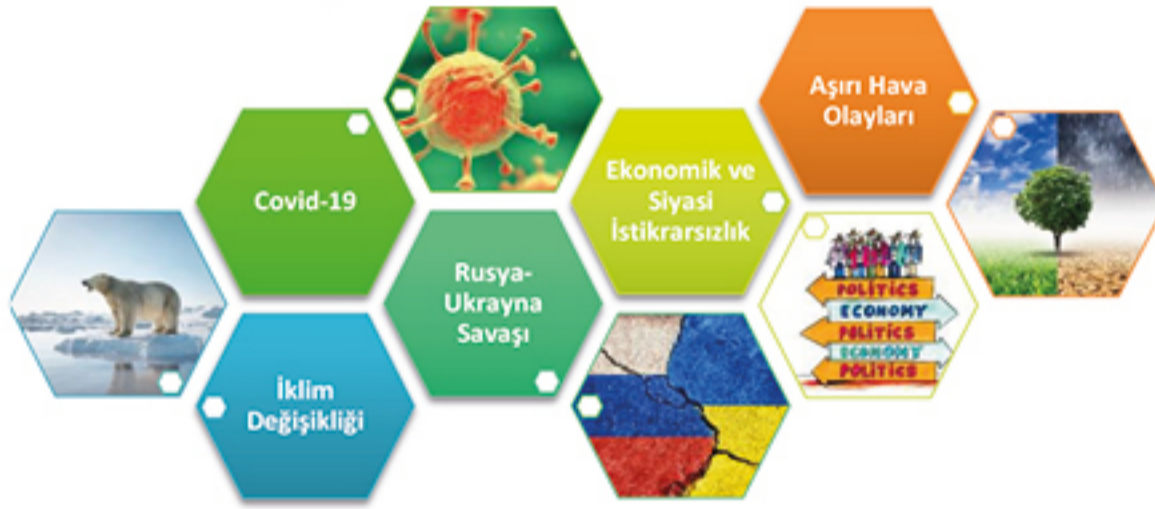 Aşırı Hava
Olayları
Covid-19
Ekonomik ve
Siyasi
İstikrarsızlık
Rusya-
Ukrayna
Savaşı
POLITICS
ECONOMY
POLITICS
ECONOMY
POLITICS
İklim
Değişikliği